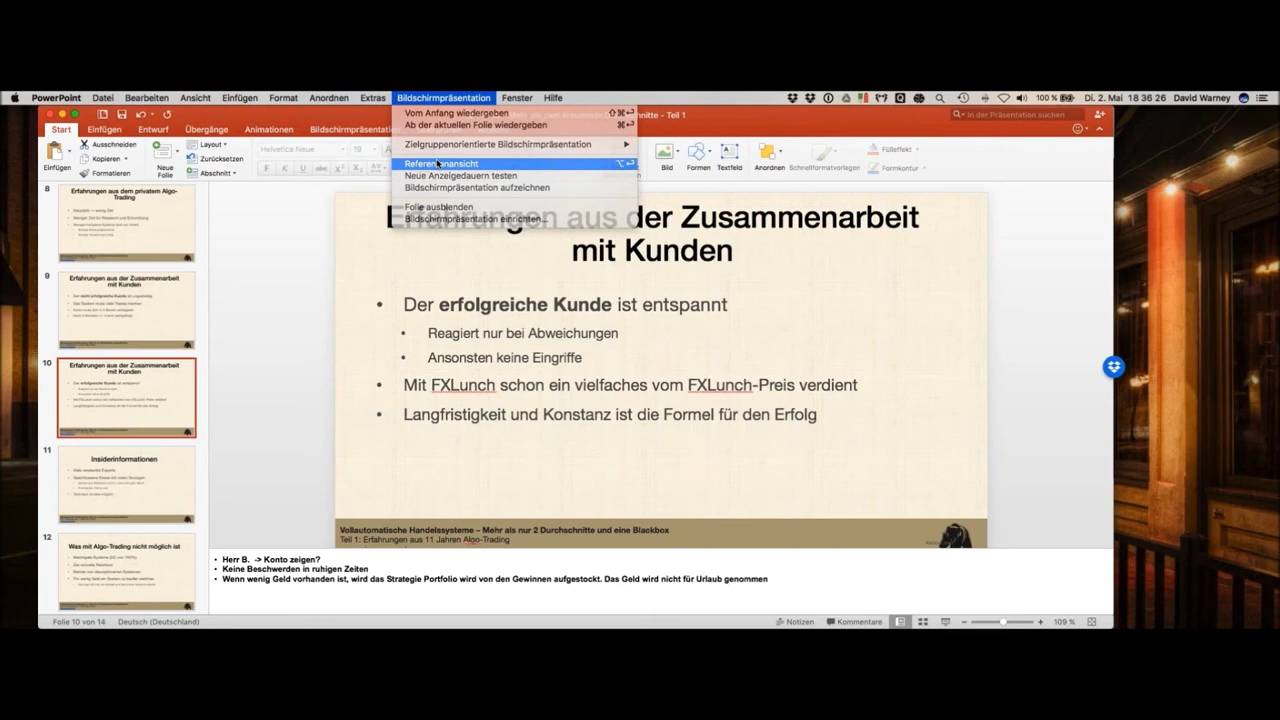 PowerPoint Datei Bearbeiten Ansicht Einfügen Format Anordnen Extras Bildschirmpräsentation Fenster Hilfe
100 % Di. 2. Mai 18 36 26 David Warney
Vom Anfang wiedergeben
Ab der aktuellen Folie wiedergeben
Zielgruppenorientierte Bildschirmpräsentation
Referentenansicht
Neue Anzeigedauern testen
Bildschirmpräsentation aufzeichnen
Folie ausblenden
Bildschirmpräsentation einrichten...
Teil 1
In Präsentation suchen
Start Einfügen Entwurf Übergänge Animationen
Einfügen
Ausschneiden
Kopieren
Formatieren
Neue Folie
Layout
Zurücksetzen
Abschnitt
Helvetica Neue
Bild Formen Textfeld Anordnen Schnellformatvorlagen
Fülleffekt
Formkontur
8
Erfahrungen aus dem privatem Algo-
Trading
9
Erfahrungen aus der Zusammenarbeit
mit Kunden
10
Erfahrungen aus der Zusammenarbeit
mit Kunden
11
Insiderinformationen
12
Was mit Algo-Trading nicht möglich ist
Erfahrungen aus der Zusammenarbeit
mit Kunden
• Der erfolgreiche Kunde ist entspannt
• Reagiert nur bei Abweichungen
• Ansonsten keine Eingriffe
• Mit FXLunch schon ein vielfaches vom FXLunch-Preis verdient
• Langfristigkeit und Konstanz ist die Formel für den Erfolg
Vollautomatische Handelssysteme – Mehr als nur 2 Durchschnitte und eine Blackbox
Teil 1: Erfahrungen aus 11 Jahren Algo-Trading
• Herr B. -> Konto zeigen?
• Keine Beschwerden in ruhigen Zeiten
• Wenn wenig Geld vorhanden ist, wird das Strategie Portfolio wird von den Gewinnen aufgestockt. Das Geld wird nicht für Urlaub genommen
Folie 10 von 14 Deutsch (Deutschland)
Notizen Kommentare
109 %